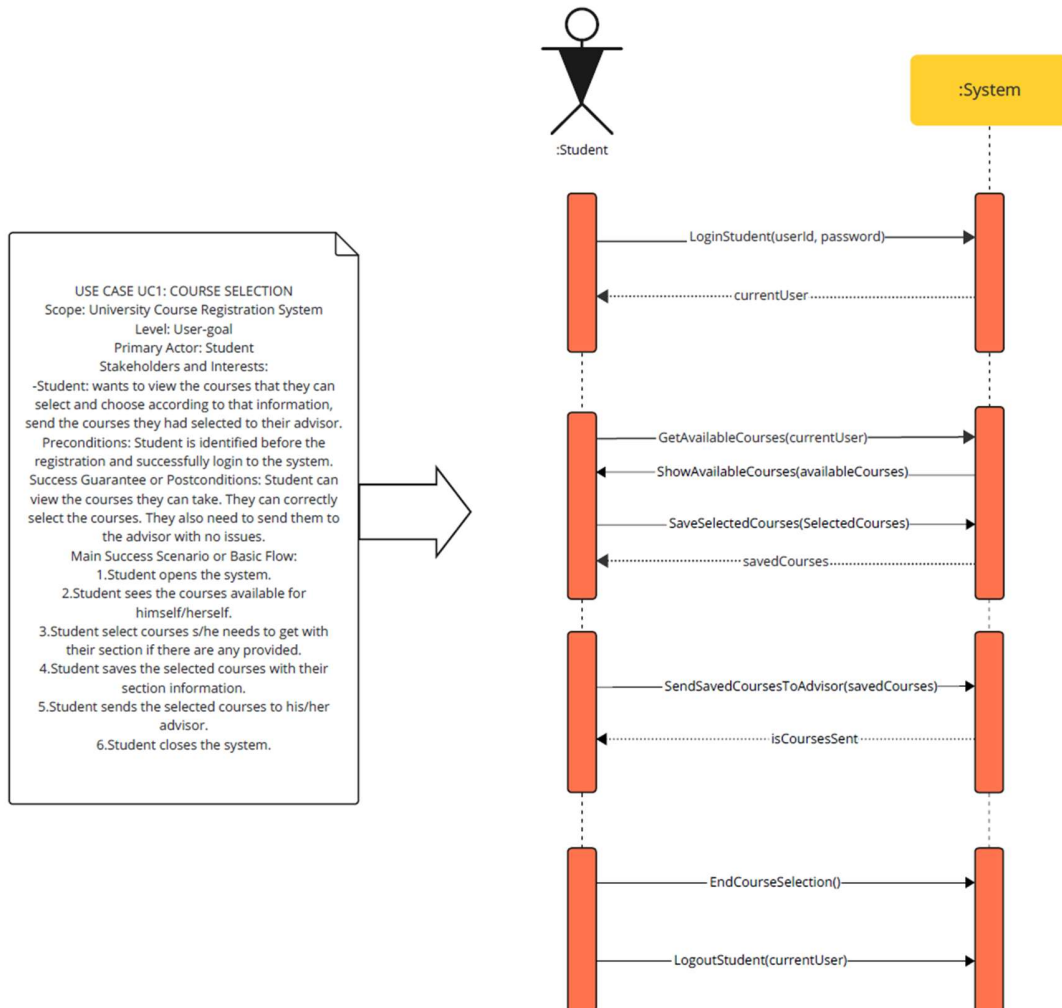 :System
:Student
LoginStudent(userId, password)
currentUser
USE CASE UC1: COURSE SELECTION
Scope: University Course Registration System
Level: User-goal
Primary Actor: Student
Stakeholders and Interests:
-Student: wants to view the courses that they can
select and choose according to that information,
send the courses they had selected to their advisor.
Preconditions: Student is identified before the
registration and successfully login to the system.
Success Guarantee or Postconditions: Student can
view the courses they can take. They can correctly
select the courses. They also need to send them to
the advisor with no issues.
Main Success Scenario or Basic Flow:
1.Student opens the system.
2.Student sees the courses available for
himself/herself.
3.Student select courses s/he needs to get with
their section if there are any provided.
4.Student saves the selected courses with their
section information.
5.Student sends the selected courses to his/her
advisor.
6.Student closes the system.
GetAvailableCourses(currentUser)
ShowAvailableCourses(availableCourses)
SaveSelectedCourses(SelectedCourses)
savedCourses
SendSavedCoursesToAdvisor(savedCourses)
isCoursesSent
EndCourseSelection()
LogoutStudent(currentUser)